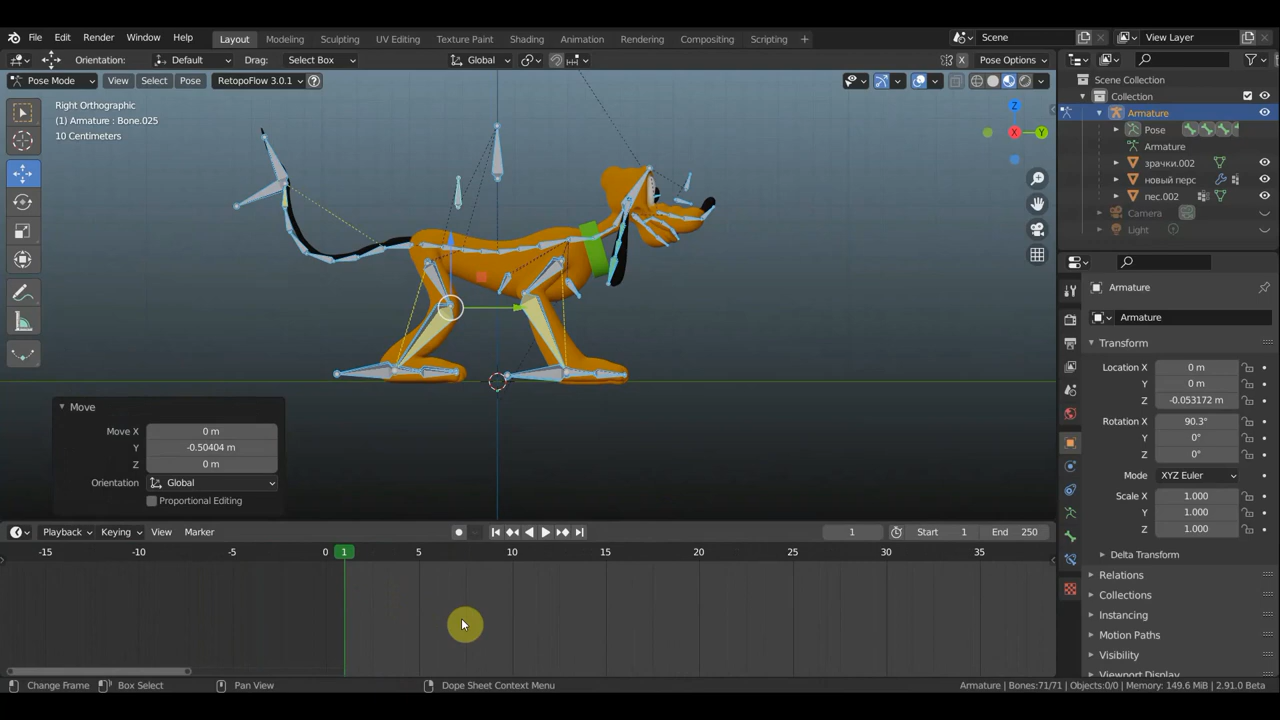 File Edit Render Window Help Layout Modeling Sculpting UV Editing Texture Paint Shading Animation Rendering Compositing Scripting + Scene View Layer
Orientation: Default Drag: Select Box Global X Pose Options
Pose Mode View Select Pose RetopoFlow 3.0.1 ?
Right Orthographic
(1) Armature : Bone.025
10 Centimeters
Z
X
Y
Move
Move X 0 m
Y -0.50404 m
Z 0 m
Orientation Global
Proportional Editing
Scene Collection
Collection
Armature
Pose
Armature
зрачки.002
новый перс
пес.002
Camera
Light
Armature
Armature
Transform
Location X 0 m
Y 0 m
Z -0.053172 m
Rotation X 90.3°
Y 0°
Z 0°
Mode XYZ Euler
Scale X 1.000
Y 1.000
Z 1.000
Delta Transform
Relations
Collections
Instancing
Motion Paths
Visibility
Viewport Display
Playback Keying View Marker 1 Start 1 End 250
-15 -10 -5 0 1 5 10 15 20 25 30 35
Change Frame Box Select Pan View Dope Sheet Context Menu Armature | Bones:71/71 | Objects:0/0 | Memory: 149.6 MiB | 2.91.0 Beta